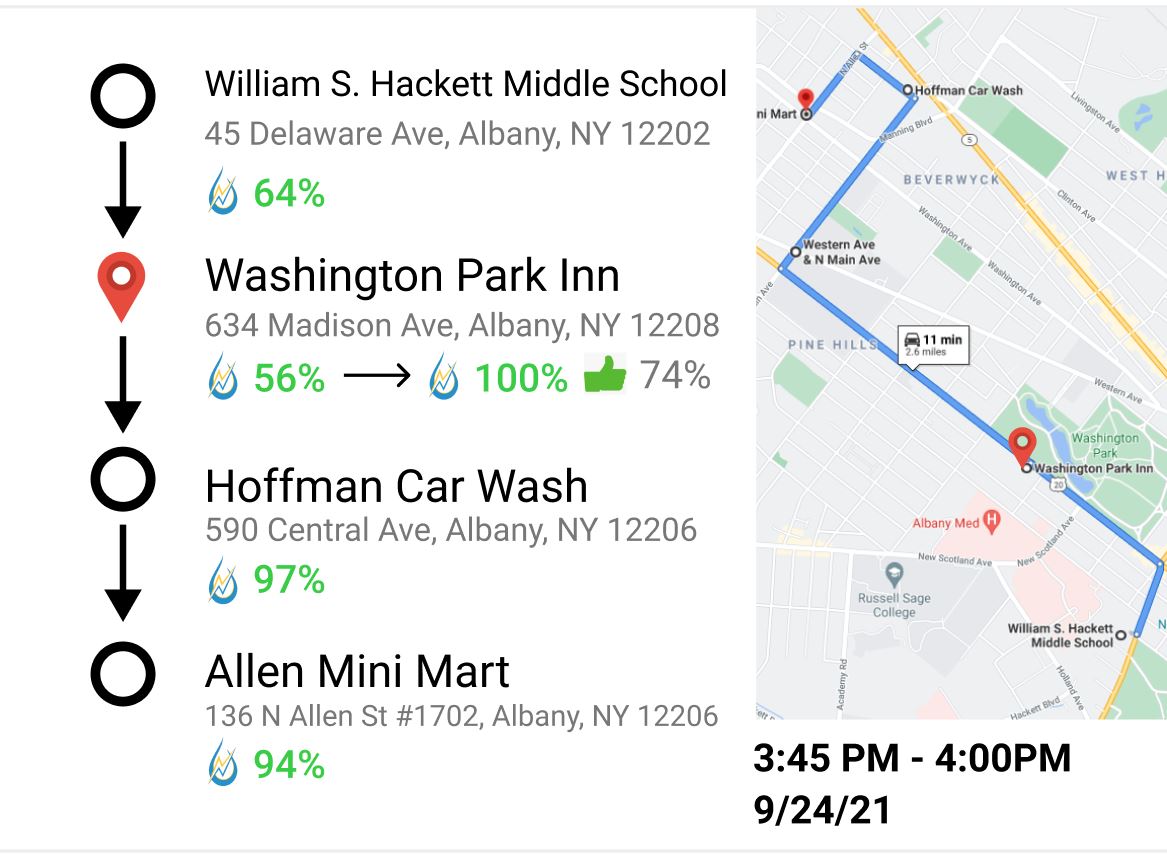 William S. Hackett Middle School
45 Delaware Ave, Albany, NY 12202
64%
Washington Park Inn
634 Madison Ave, Albany, NY 12208
56% 100% 74%
Hoffman Car Wash
590 Central Ave, Albany, NY 12206
97%
Allen Mini Mart
136 N Allen St #1702, Albany, NY 12206
94%
N Allen St
Hoffman Car Wash
ni Mart
Livingston Ave
Manning Blvd
5
BEVERWYCK
WEST H
Clinton Ave
Washington Ave
Western Ave
& N Main Ave
Washington Ave
n Ave
11 min
2.6 miles
PINE HILLS
Western Ave
Washington
Park
Washington Park Inn
20
Albany Med H
New Scotland Ave
New Scotland Ave
Russell Sage
College
William S. Hackett
Middle School
N
Academy Rd
Holland Ave
Hackett Blvd
ett P
3:45 PM - 4:00PM
9/24/21